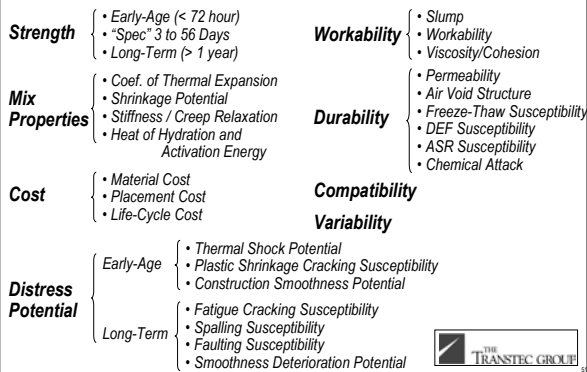 Strength
• Early-Age (< 72 hour)
• “Spec” 3 to 56 Days
• Long-Term (> 1 year)
Mix
Properties
• Coef. of Thermal Expansion
• Shrinkage Potential
• Stiffness / Creep Relaxation
• Heat of Hydration and
Activation Energy
Cost
• Material Cost
• Placement Cost
• Life-Cycle Cost
Workability
• Slump
• Workability
• Viscosity/Cohesion
Durability
• Permeability
• Air Void Structure
• Freeze-Thaw Susceptibility
• DEF Susceptibility
• ASR Susceptibility
• Chemical Attack
Compatibility
Variability
Distress
Potential
Early-Age
• Thermal Shock Potential
• Plastic Shrinkage Cracking Susceptibility
• Construction Smoothness Potential
Long-Term
• Fatigue Cracking Susceptibility
• Spalling Susceptibility
• Faulting Susceptibility
• Smoothness Deterioration Potential
THE
TRANSTEC GROUP